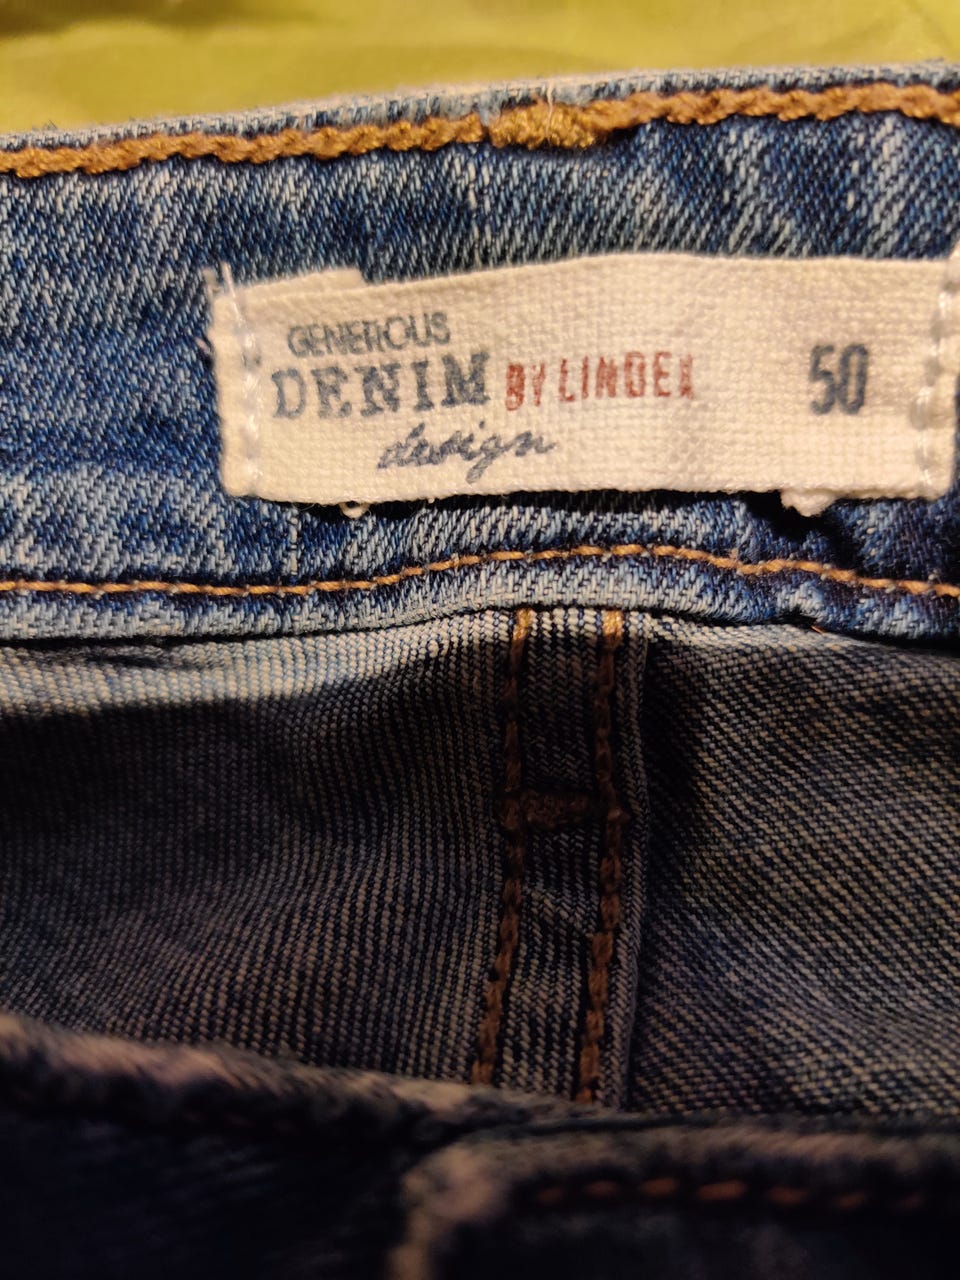 GENEROUS
DENIM BY LINDEX 50
design